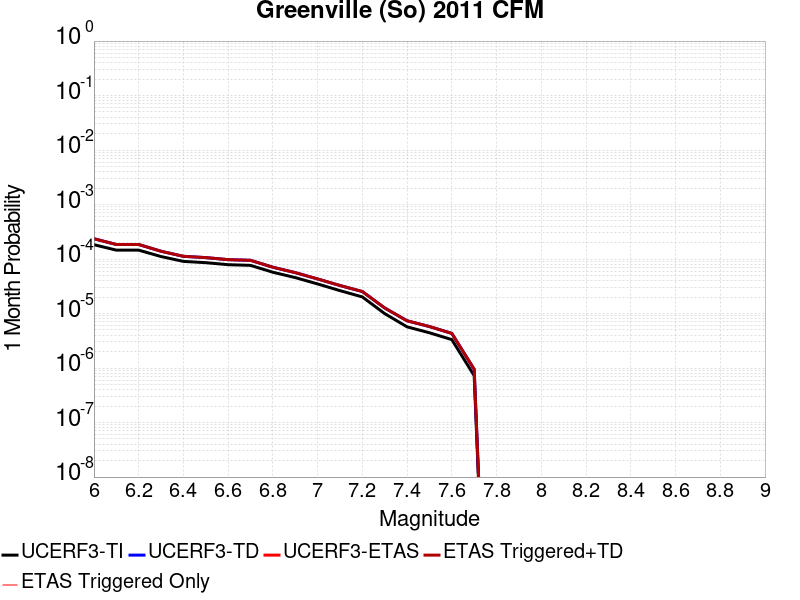 Greenville (So) 2011 CFM
10^0
10^-1
10^-2
10^-3
10^-4
10^-5
10^-6
10^-7
10^-8
1 Month Probability
6 6.2 6.4 6.6 6.8 7 7.2 7.4 7.6 7.8 8 8.2 8.4 8.6 8.8 9
Magnitude
UCERF3-TI UCERF3-TD UCERF3-ETAS ETAS Triggered+TD
ETAS Triggered Only